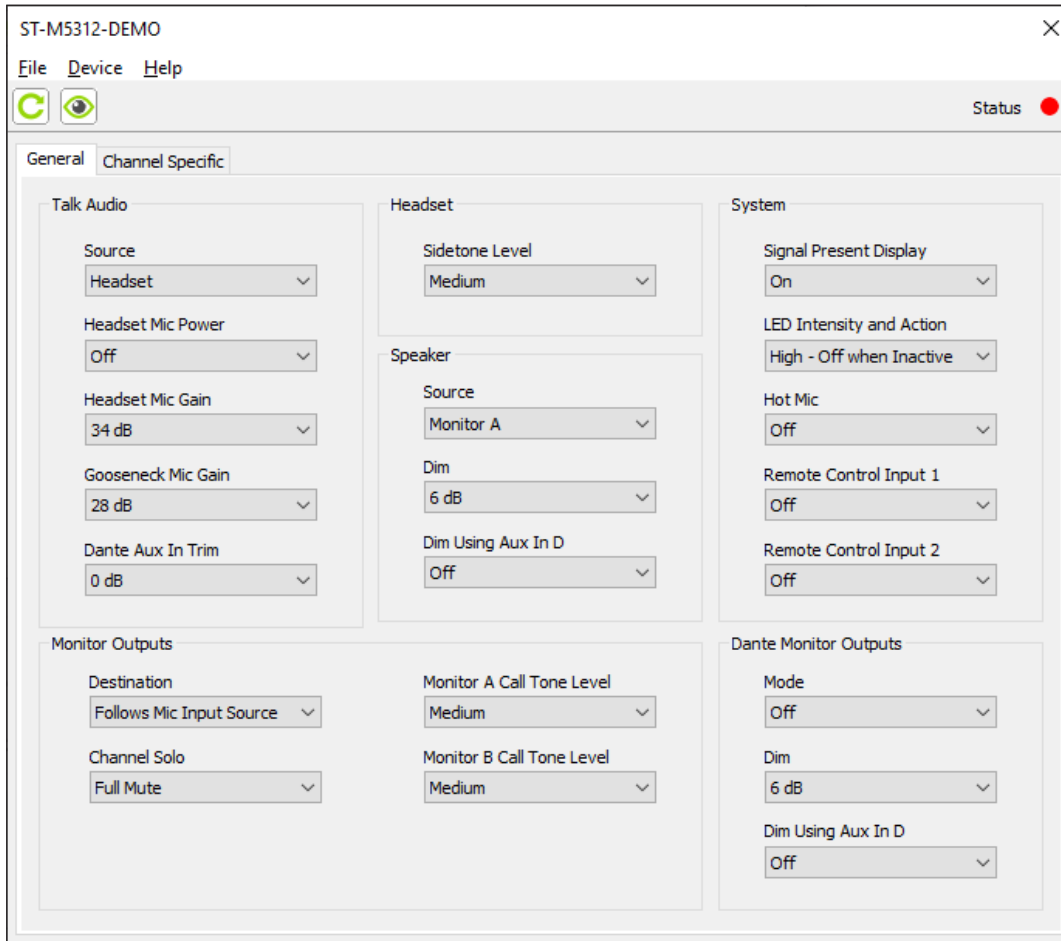 ST-M5312-DEMO
File Device Help
Status
General Channel Specific
Talk Audio
Source
Headset
Headset Mic Power
Off
Headset Mic Gain
34 dB
Gooseneck Mic Gain
28 dB
Dante Aux In Trim
0 dB
Headset
Sidetone Level
Medium
Speaker
Source
Monitor A
Dim
6 dB
Dim Using Aux In D
Off
System
Signal Present Display
On
LED Intensity and Action
High - Off when Inactive
Hot Mic
Off
Remote Control Input 1
Off
Remote Control Input 2
Off
Monitor Outputs
Destination
Follows Mic Input Source
Channel Solo
Full Mute
Monitor A Call Tone Level
Medium
Monitor B Call Tone Level
Medium
Dante Monitor Outputs
Mode
Off
Dim
6 dB
Dim Using Aux In D
Off